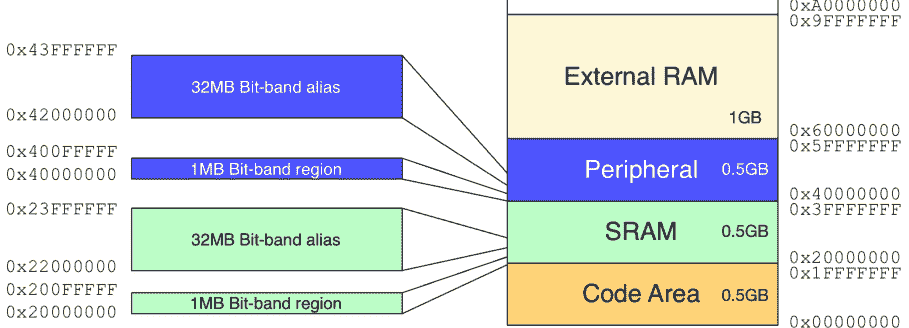 0xA0000000
0x9FFFFFFF
External RAM
1GB
0x60000000
0x5FFFFFFF
Peripheral 0.5GB
0x40000000
0x3FFFFFFF
SRAM 0.5GB
0x20000000
0x1FFFFFFF
Code Area 0.5GB
0x00000000
0x43FFFFFF
32MB Bit-band alias
0x42000000
0x400FFFFF
1MB Bit-band region
0x40000000
0x23FFFFFF
32MB Bit-band alias
0x22000000
0x200FFFFF
1MB Bit-band region
0x20000000